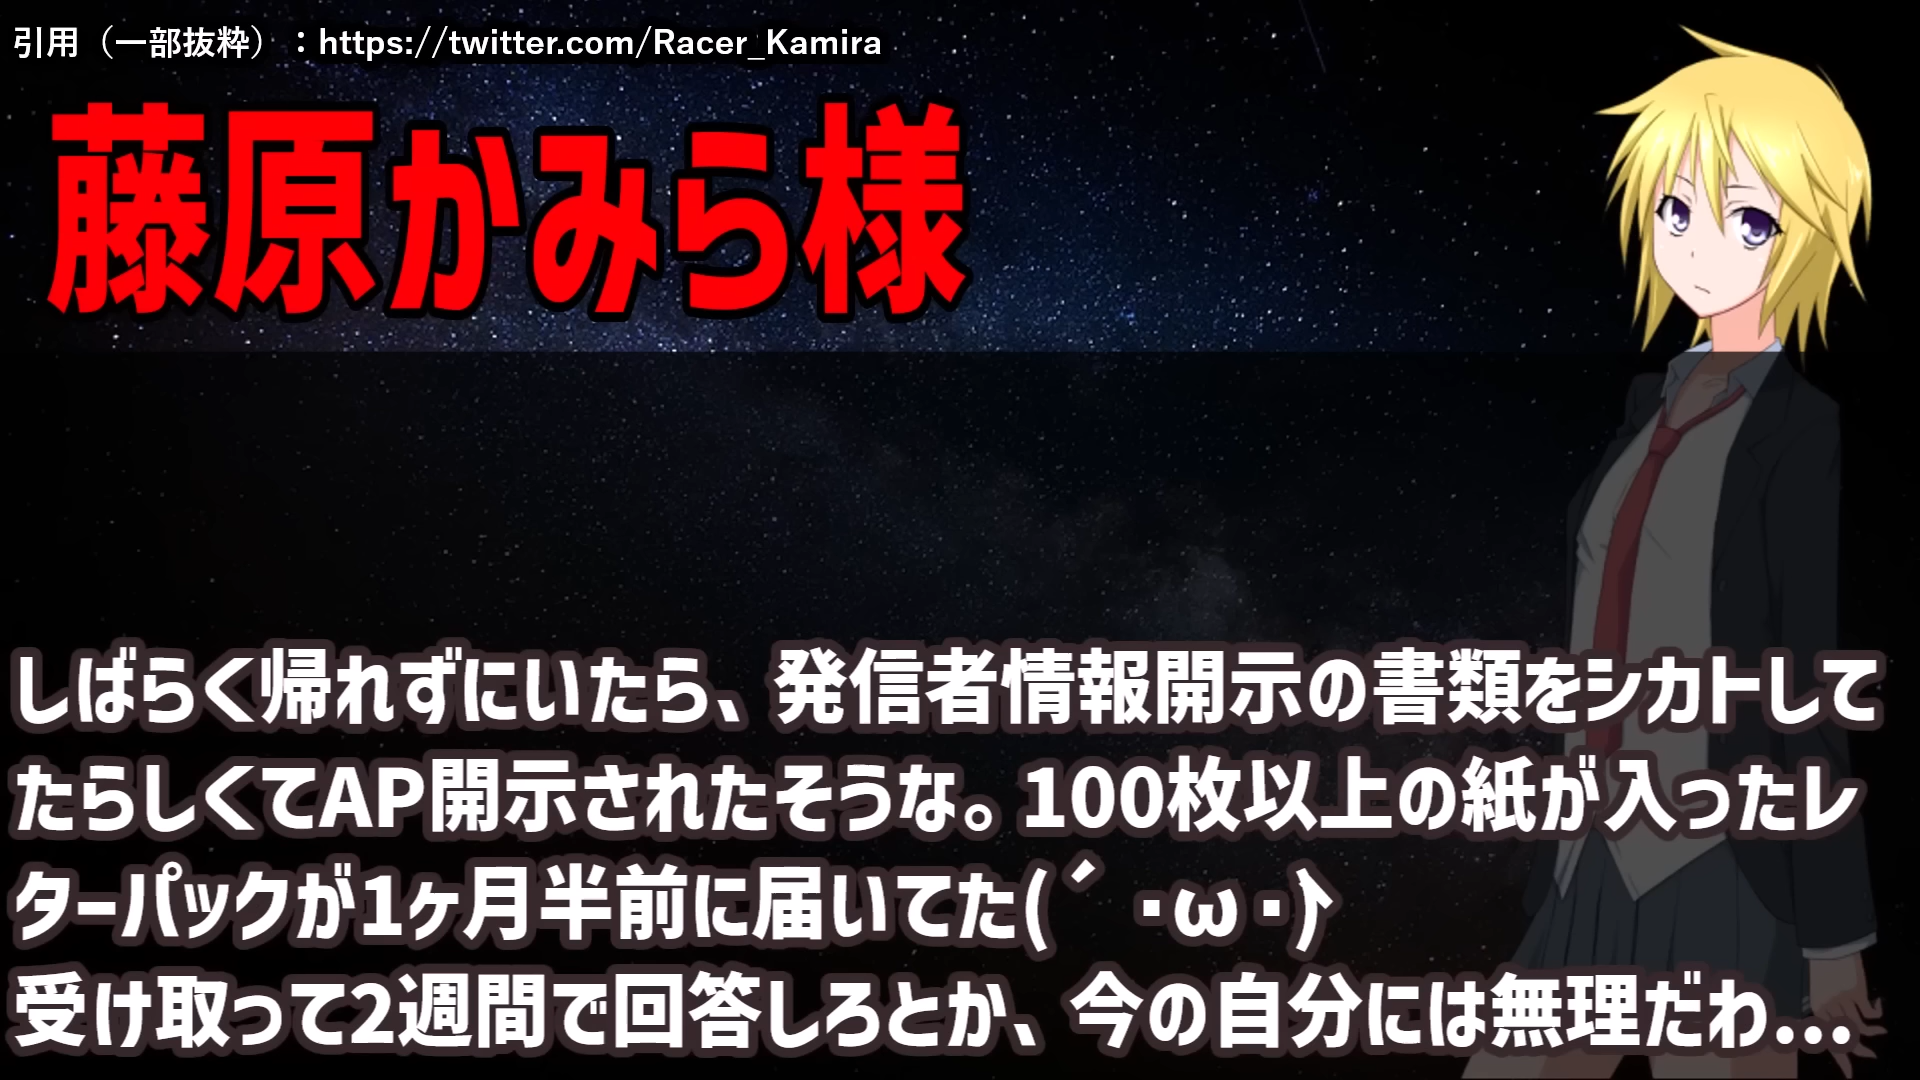 引用（一部抜粋）：https://twitter.com/Racer_Kamira
藤原かみら様
しばらく帰れずにいたら、発信者情報開示の書類をシカトして
たらしくてAP開示されたそうな。100枚以上の紙が入ったレ
ターパックが1ヶ月半前に届いてた(´・ω・`)
受け取って2週間で回答しろとか、今の自分には無理だわ...